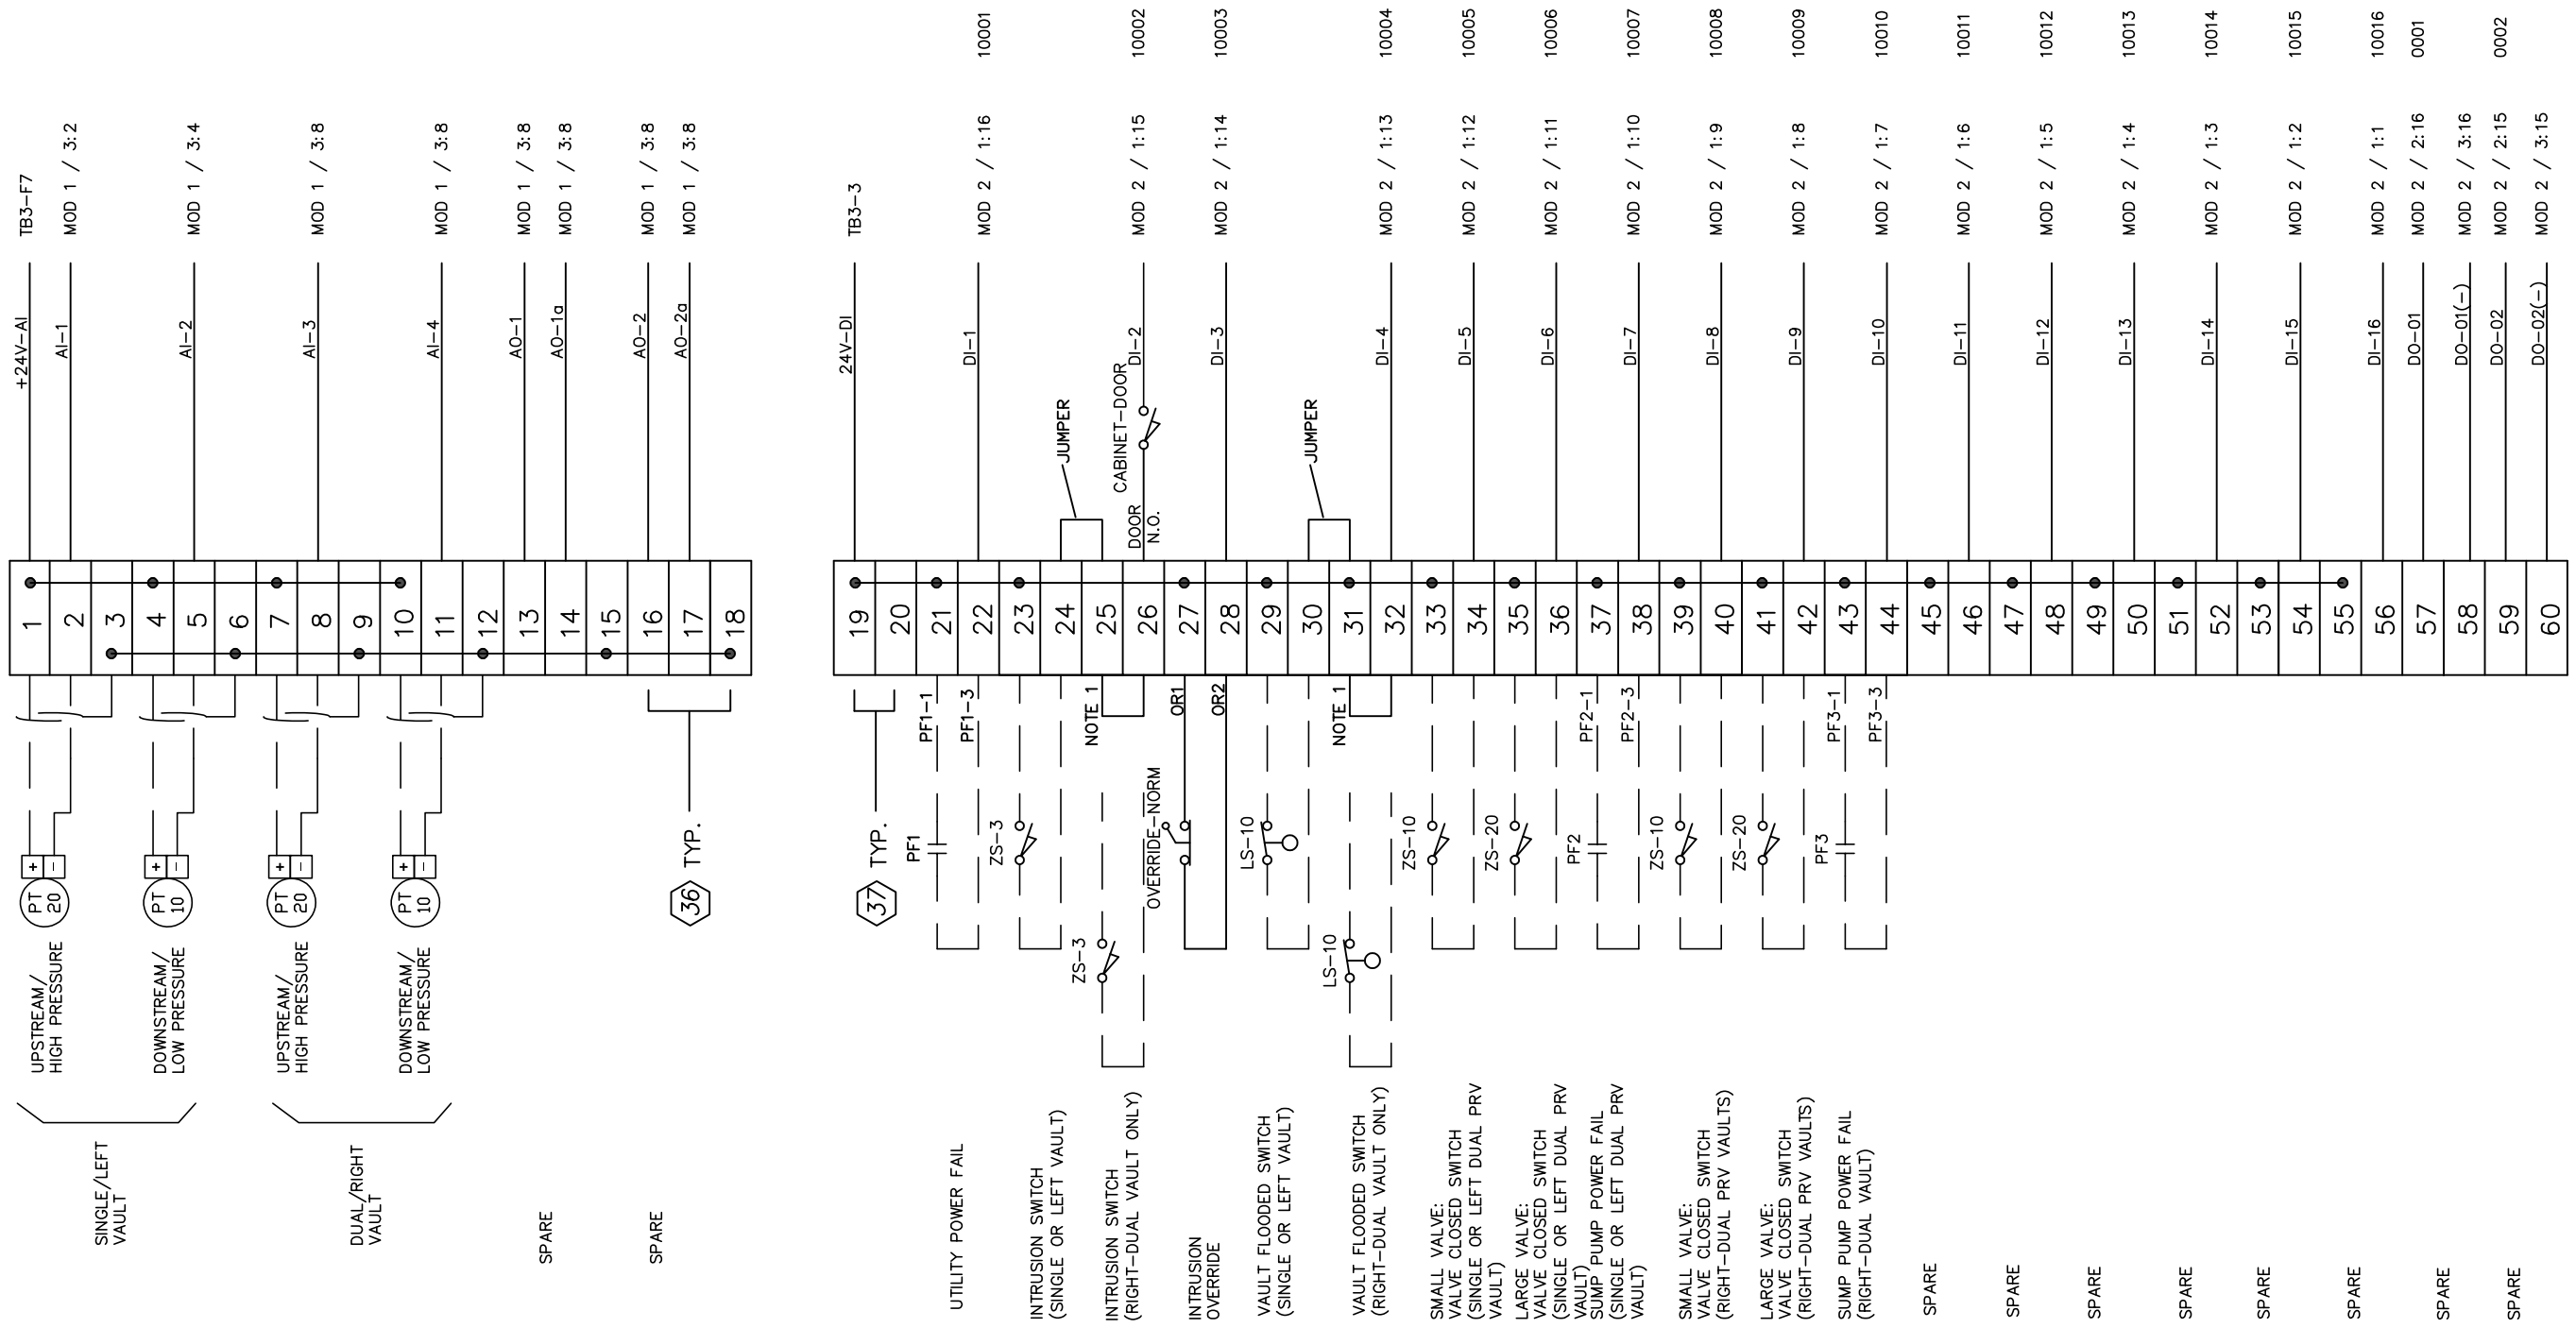 TB3-F7
MOD 1 / 3:2
MOD 1 / 3:4
MOD 1 / 3:8
MOD 1 / 3:8
MOD 1 / 3:8
MOD 1 / 3:8
MOD 1 / 3:8
MOD 1 / 3:8
+24V-AI
AI-1
AI-2
AI-3
AI-4
AO-1
AO-1a
AO-2
AO-2a
1
2
3
4
5
6
7
8
9
10
11
12
13
14
15
16
17
18
+
-
PT
20
+
-
PT
10
+
-
PT
20
+
-
PT
10
36
TYP.
UPSTREAM/
HIGH PRESSURE
DOWNSTREAM/
LOW PRESSURE
UPSTREAM/
HIGH PRESSURE
DOWNSTREAM/
LOW PRESSURE
SINGLE/LEFT
VAULT
DUAL/RIGHT
VAULT
SPARE
SPARE
10001
10002
10003
10004
10005
10006
10007
10008
10009
10010
10011
10012
10013
10014
10015
10016
0001
0002
TB3-3
MOD 2 / 1:16
MOD 2 / 1:15
MOD 2 / 1:14
MOD 2 / 1:13
MOD 2 / 1:12
MOD 2 / 1:11
MOD 2 / 1:10
MOD 2 / 1:9
MOD 2 / 1:8
MOD 2 / 1:7
MOD 2 / 1:6
MOD 2 / 1:5
MOD 2 / 1:4
MOD 2 / 1:3
MOD 2 / 1:2
MOD 2 / 1:1
MOD 2 / 2:16
MOD 2 / 3:16
MOD 2 / 2:15
MOD 2 / 3:15
24V-DI
DI-1
DI-2
DI-3
DI-4
DI-5
DI-6
DI-7
DI-8
DI-9
DI-10
DI-11
DI-12
DI-13
DI-14
DI-15
DI-16
DO-01
DO-01(-)
DO-02
DO-02(-)
JUMPER
CABINET-DOOR
DOOR
N.O.
JUMPER
19
20
21
22
23
24
25
26
27
28
29
30
31
32
33
34
35
36
37
38
39
40
41
42
43
44
45
46
47
48
49
50
51
52
53
54
55
56
57
58
59
60
PF1-1
PF1-3
NOTE 1
OR1
OR2
NOTE 1
PF2-1
PF2-3
PF3-1
PF3-3
37
TYP.
PF1
ZS-3
ZS-3
OVERRIDE-NORM
LS-10
LS-10
ZS-10
ZS-20
PF2
ZS-10
ZS-20
PF3
UTILITY POWER FAIL
INTRUSION SWITCH
(SINGLE OR LEFT VAULT)
INTRUSION SWITCH
(RIGHT-DUAL VAULT ONLY)
INTRUSION
OVERRIDE
VAULT FLOODED SWITCH
(SINGLE OR LEFT VAULT)
VAULT FLOODED SWITCH
(RIGHT-DUAL VAULT ONLY)
SMALL VALVE:
VALVE CLOSED SWITCH
(SINGLE OR LEFT DUAL PRV
VAULT)
LARGE VALVE:
VALVE CLOSED SWITCH
(SINGLE OR LEFT DUAL PRV
VAULT)
SUMP PUMP POWER FAIL
(SINGLE OR LEFT DUAL PRV
VAULT)
SMALL VALVE:
VALVE CLOSED SWITCH
(RIGHT-DUAL PRV VAULTS)
LARGE VALVE:
VALVE CLOSED SWITCH
(RIGHT-DUAL PRV VAULTS)
SUMP PUMP POWER FAIL
(RIGHT-DUAL VAULT)
SPARE
SPARE
SPARE
SPARE
SPARE
SPARE
SPARE
SPARE